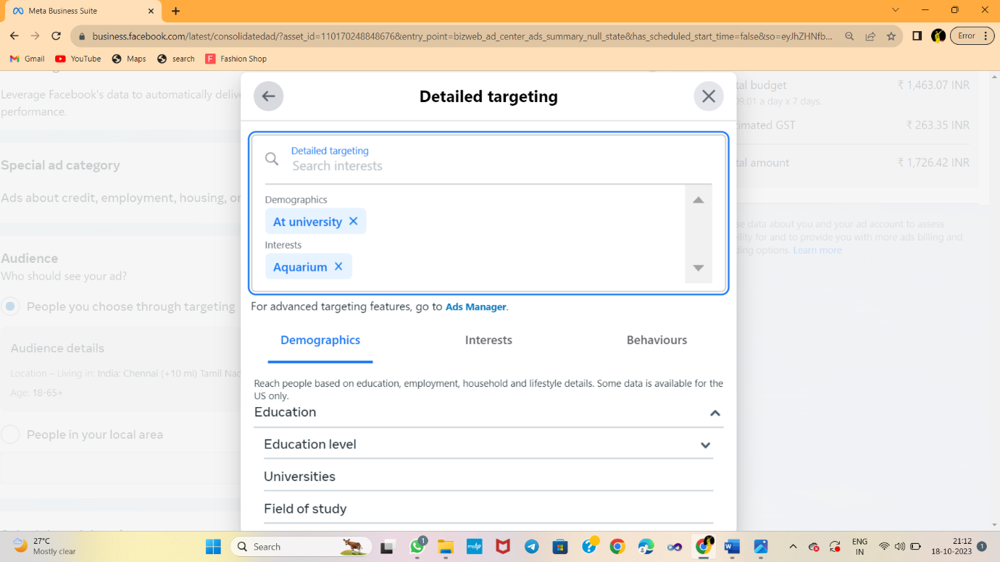 Meta Business Suite
business.facebook.com/latest/consolidatedad/?asset_id=110170248848676&entry_point=bizweb_ad_center_ads_summary_null_state&has_scheduled_start_time=false&so=eyJhZHNfb...
Error
Gmail
YouTube
Maps
search
F Fashion Shop
Leverage Facebook's data to automatically delive
performance.
Special ad category
Ads about credit, employment, housing, or
Audience
Who should see your ad?
People you choose through targeting
Audience details
Location – Living in: India: Chennai (+10 mi) Tamil Nad
Age: 18-65+
People in your local area
Detailed targeting
Detailed targeting
Search interests
Demographics
At university
Interests
Aquarium
For advanced targeting features, go to Ads Manager.
Demographics
Interests
Behaviours
Reach people based on education, employment, household and lifestyle details. Some data is available for the
US only.
Education
Education level
Universities
Field of study
tal budget
₹ 1,463.07 INR
09.01 a day x 7 days.
timated GST
₹ 263.35 INR
tal amount
₹ 1,726.42 INR
se data about you and your ad account to assess
ility for and to provide you with more ads billing and
ding options. Learn more
27°C
Mostly clear
Search
1
myhp
W
ENG
IN
21:12
18-10-2023
1